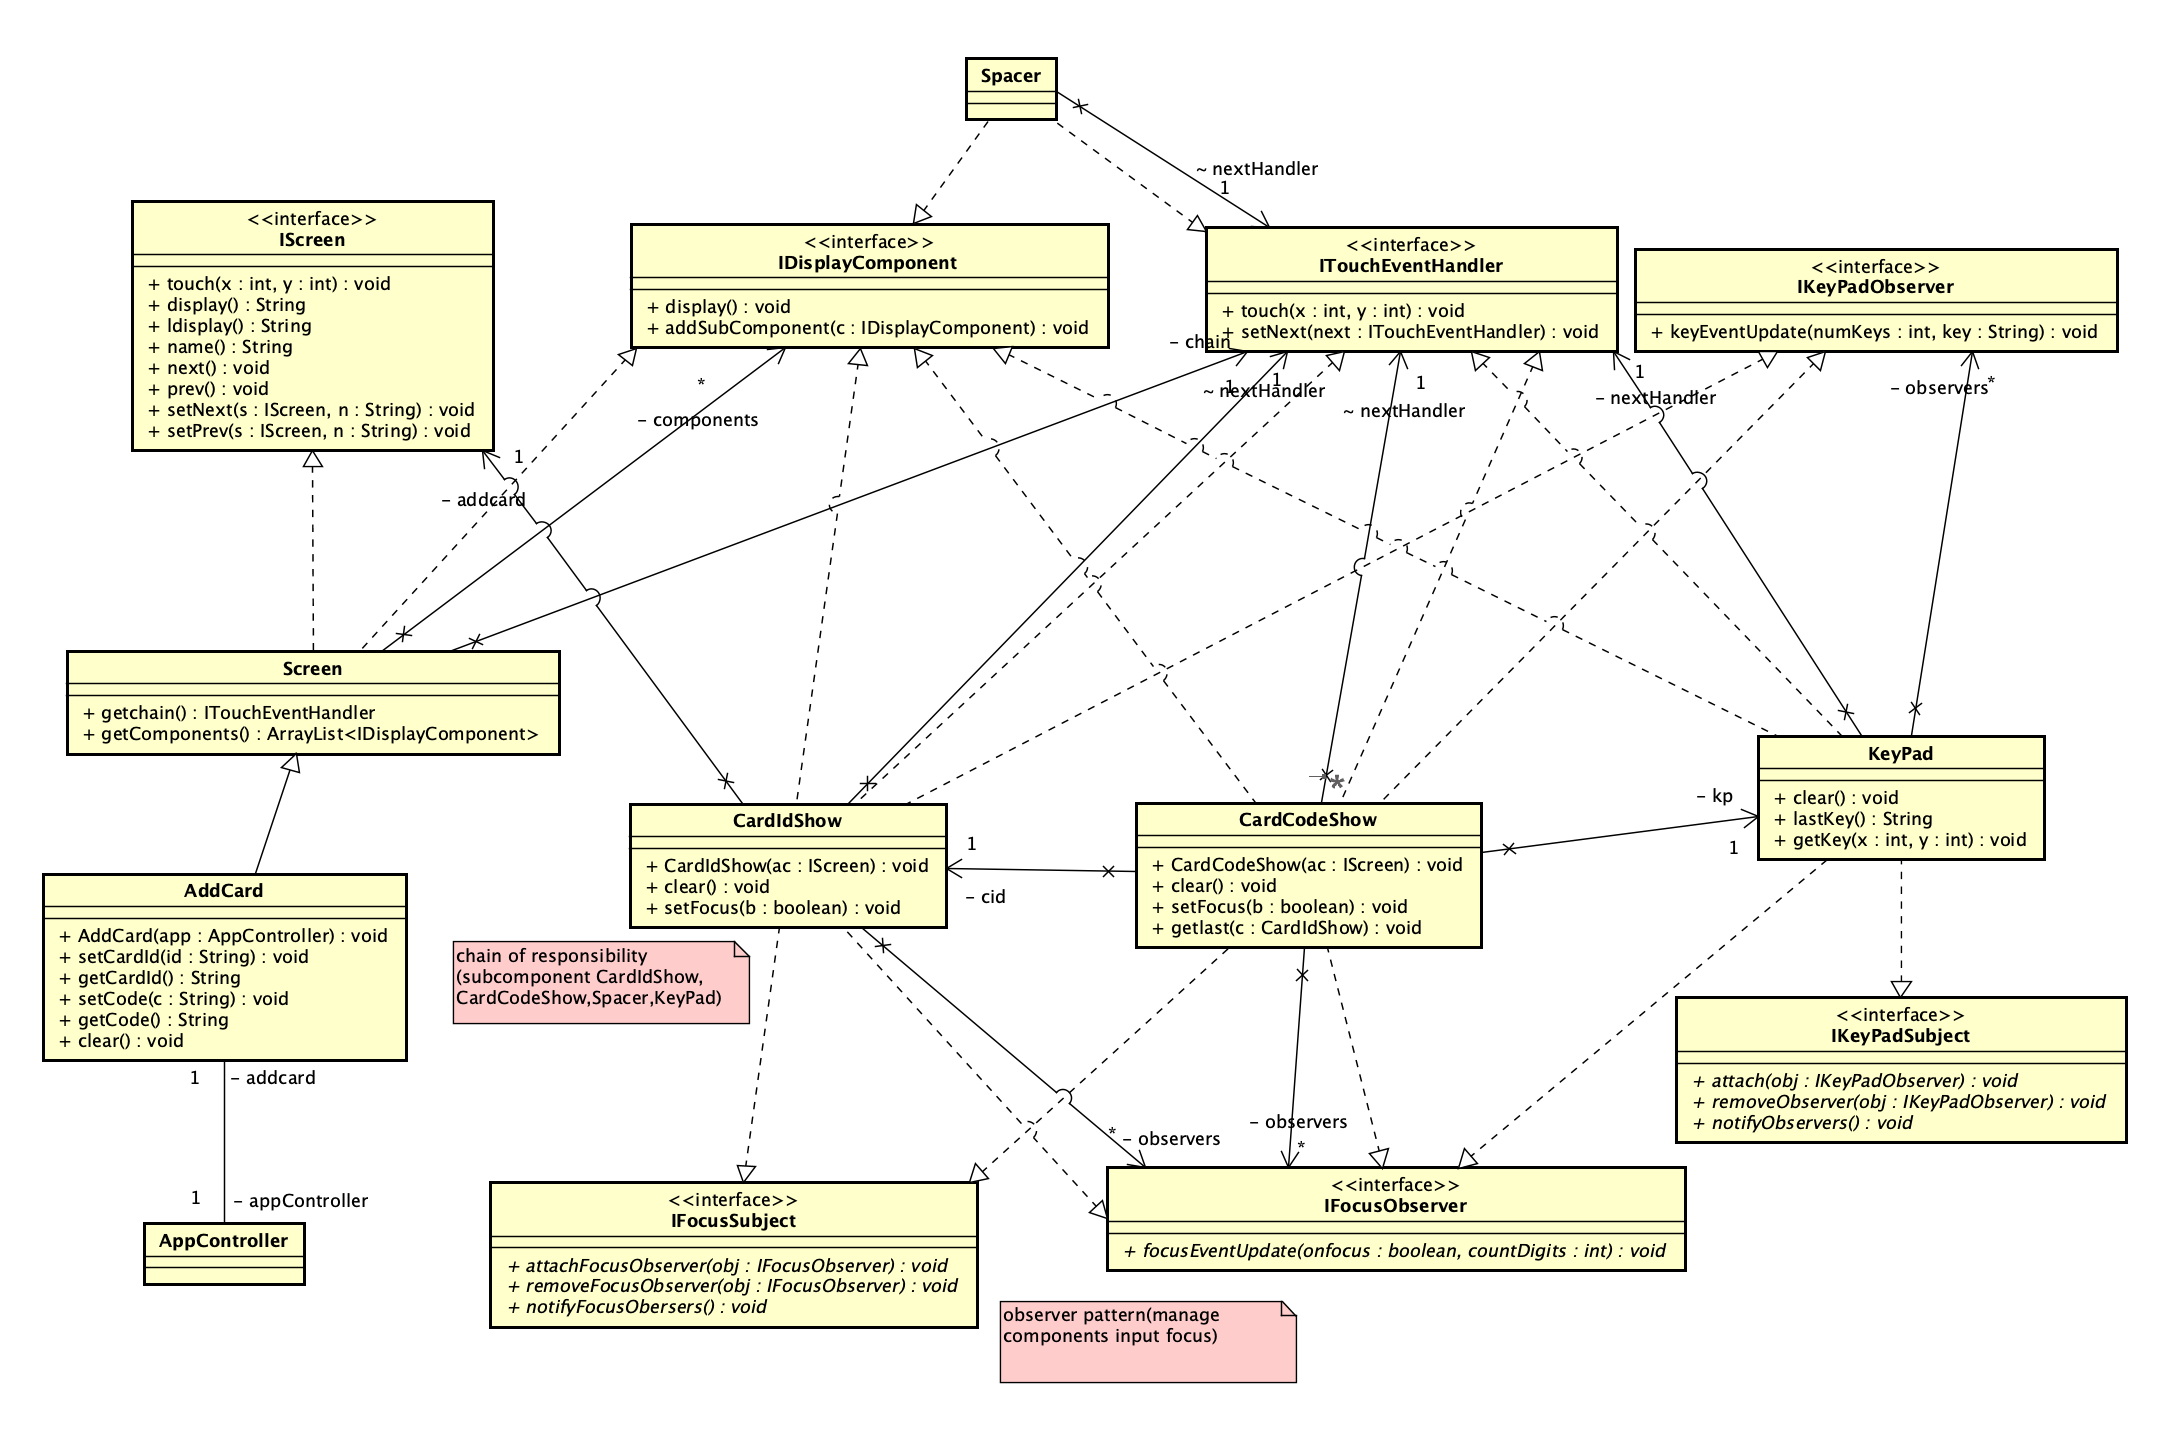 Spacer
~ nextHandler
1
<<interface>>
IScreen
+ touch(x : int, y : int) : void
+ display() : String
+ ldisplay() : String
+ name() : String
+ next() : void
+ prev() : void
+ setNext(s : IScreen, n : String) : void
+ setPrev(s : IScreen, n : String) : void
<<interface>>
IDisplayComponent
+ display() : void
+ addSubComponent(c : IDisplayComponent) : void
<<interface>>
ITouchEventHandler
+ touch(x : int, y : int) : void
+ setNext(next : ITouchEventHandler) : void
<<interface>>
IKeyPadObserver
+ keyEventUpdate(numKeys : int, key : String) : void
– chain
1
~ nextHandler
1
~ nextHandler
1
– nextHandler
1
– observers
*
*
– components
1
– addcard
Screen
+ getchain() : ITouchEventHandler
+ getComponents() : ArrayList<IDisplayComponent>
KeyPad
+ clear() : void
+ lastKey() : String
+ getKey(x : int, y : int) : void
– kp
1
*
CardIdShow
+ CardIdShow(ac : IScreen) : void
+ clear() : void
+ setFocus(b : boolean) : void
1
– cid
CardCodeShow
+ CardCodeShow(ac : IScreen) : void
+ clear() : void
+ setFocus(b : boolean) : void
+ getlast(c : CardIdShow) : void
AddCard
+ AddCard(app : AppController) : void
+ setCardId(id : String) : void
+ getCardId() : String
+ setCode(c : String) : void
+ getCode() : String
+ clear() : void
chain of responsibility
(subcomponent CardIdShow,
CardCodeShow,Spacer,KeyPad)
<<interface>>
IKeyPadSubject
+ attach(obj : IKeyPadObserver) : void
+ removeObserver(obj : IKeyPadObserver) : void
+ notifyObservers() : void
1
– addcard
1
– appController
AppController
* – observers
– observers
*
<<interface>>
IFocusSubject
+ attachFocusObserver(obj : IFocusObserver) : void
+ removeFocusObserver(obj : IFocusObserver) : void
+ notifyFocusObersers() : void
<<interface>>
IFocusObserver
+ focusEventUpdate(onfocus : boolean, countDigits : int) : void
observer pattern(manage
components input focus)